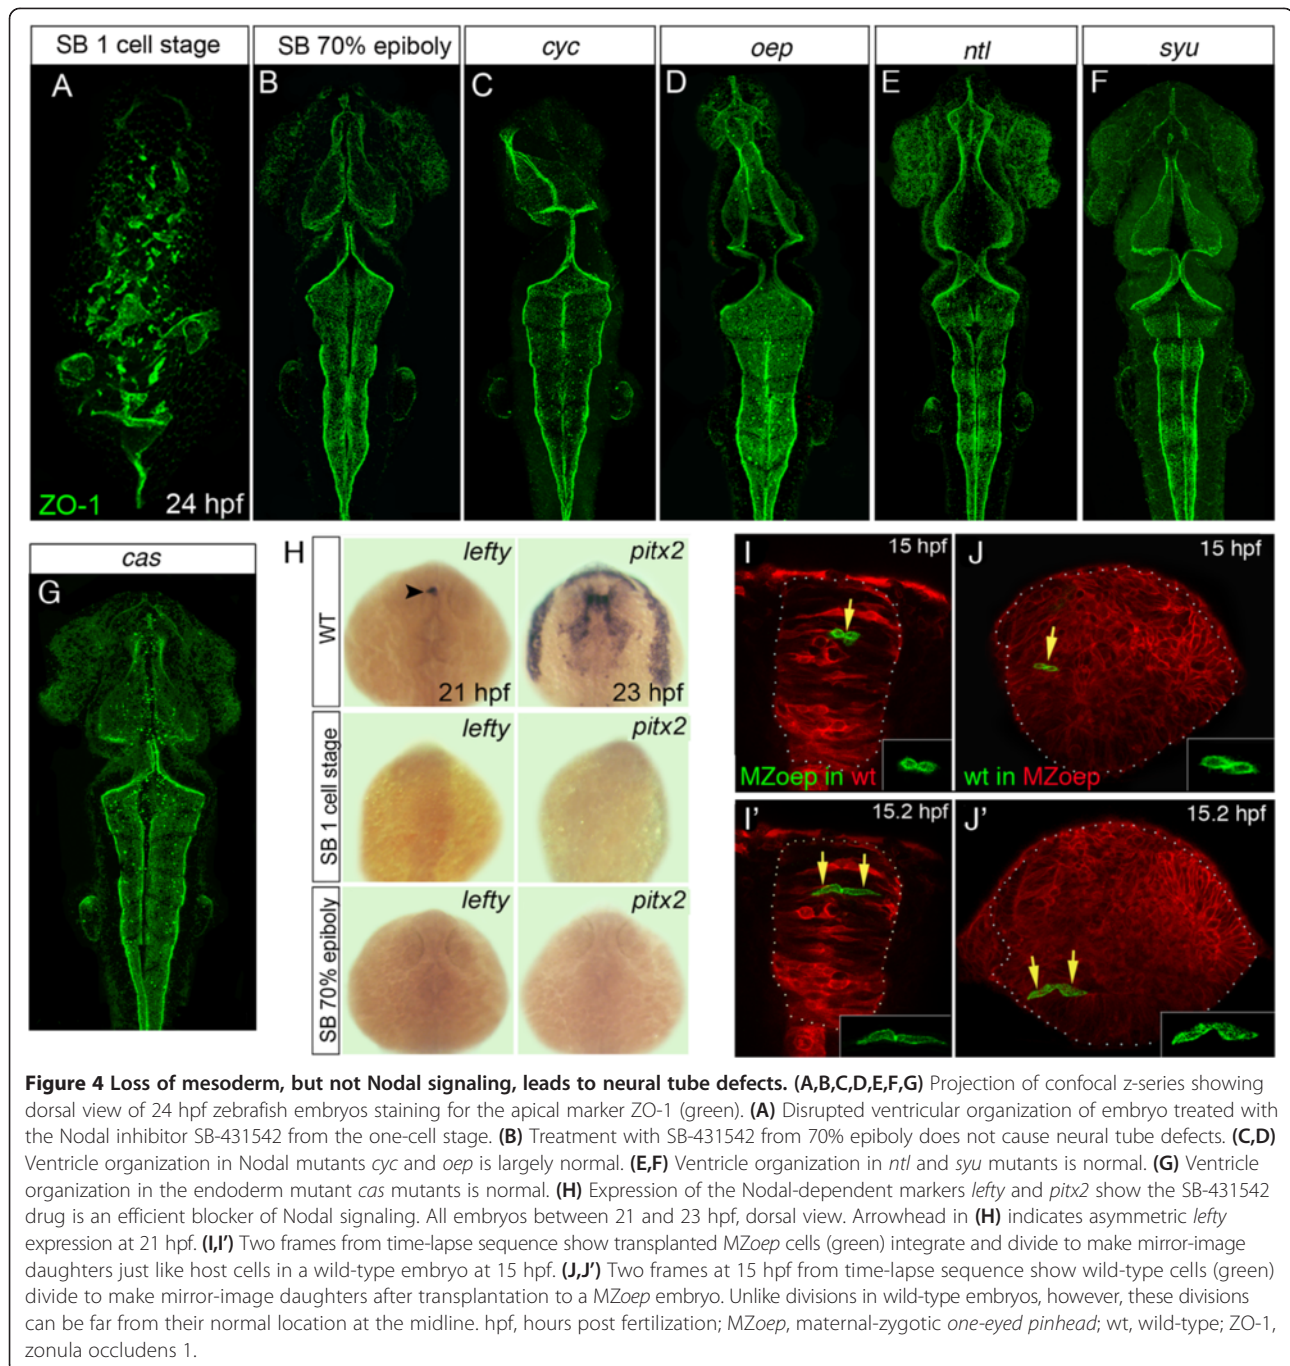 SB 1 cell stage
SB 70% epiboly
cyc
oep
ntl
syu
A
B
C
D
E
F
ZO-1
24 hpf
cas
G
H
WT
lefty
pitx2
21 hpf
23 hpf
SB 1 cell stage
lefty
pitx2
SB 70% epiboly
lefty
pitx2
I
15 hpf
J
15 hpf
MZoep in wt
wt in MZoep
I’
15.2 hpf
J’
15.2 hpf
Figure 4 Loss of mesoderm, but not Nodal signaling, leads to neural tube defects. (A,B,C,D,E,F,G) Projection of confocal z-series showing
dorsal view of 24 hpf zebrafish embryos staining for the apical marker ZO-1 (green). (A) Disrupted ventricular organization of embryo treated with
the Nodal inhibitor SB-431542 from the one-cell stage. (B) Treatment with SB-431542 from 70% epiboly does not cause neural tube defects. (C,D)
Ventricle organization in Nodal mutants cyc and oep is largely normal. (E,F) Ventricle organization in ntl and syu mutants is normal. (G) Ventricle
organization in the endoderm mutant cas mutants is normal. (H) Expression of the Nodal-dependent markers lefty and pitx2 show the SB-431542
drug is an efficient blocker of Nodal signaling. All embryos between 21 and 23 hpf, dorsal view. Arrowhead in (H) indicates asymmetric lefty
expression at 21 hpf. (I,I’) Two frames from time-lapse sequence show transplanted MZoep cells (green) integrate and divide to make mirror-image
daughters just like host cells in a wild-type embryo at 15 hpf. (J,J’) Two frames at 15 hpf from time-lapse sequence show wild-type cells (green)
divide to make mirror-image daughters after transplantation to a MZoep embryo. Unlike divisions in wild-type embryos, however, these divisions
can be far from their normal location at the midline. hpf, hours post fertilization; MZoep, maternal-zygotic one-eyed pinhead; wt, wild-type; ZO-1,
zonula occludens 1.